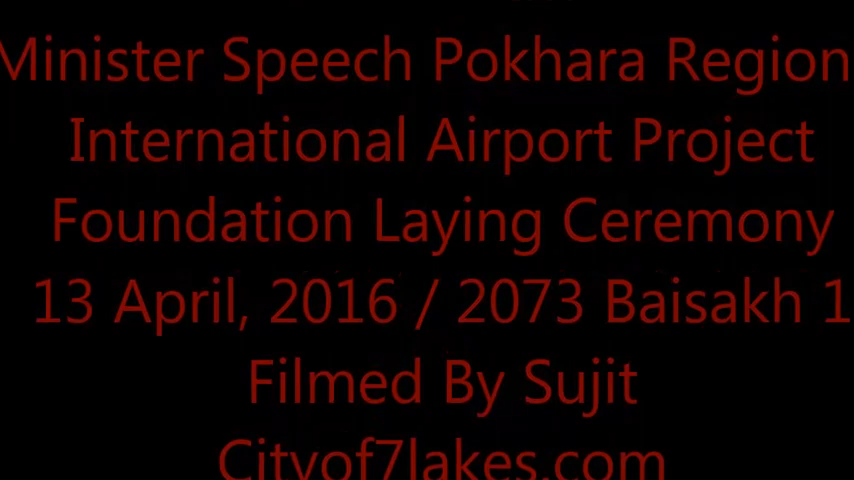 Minister Speech Pokhara Region
International Airport Project
Foundation Laying Ceremony
13 April, 2016 / 2073 Baisakh 1
Filmed By Sujit
Cityof7lakes.com